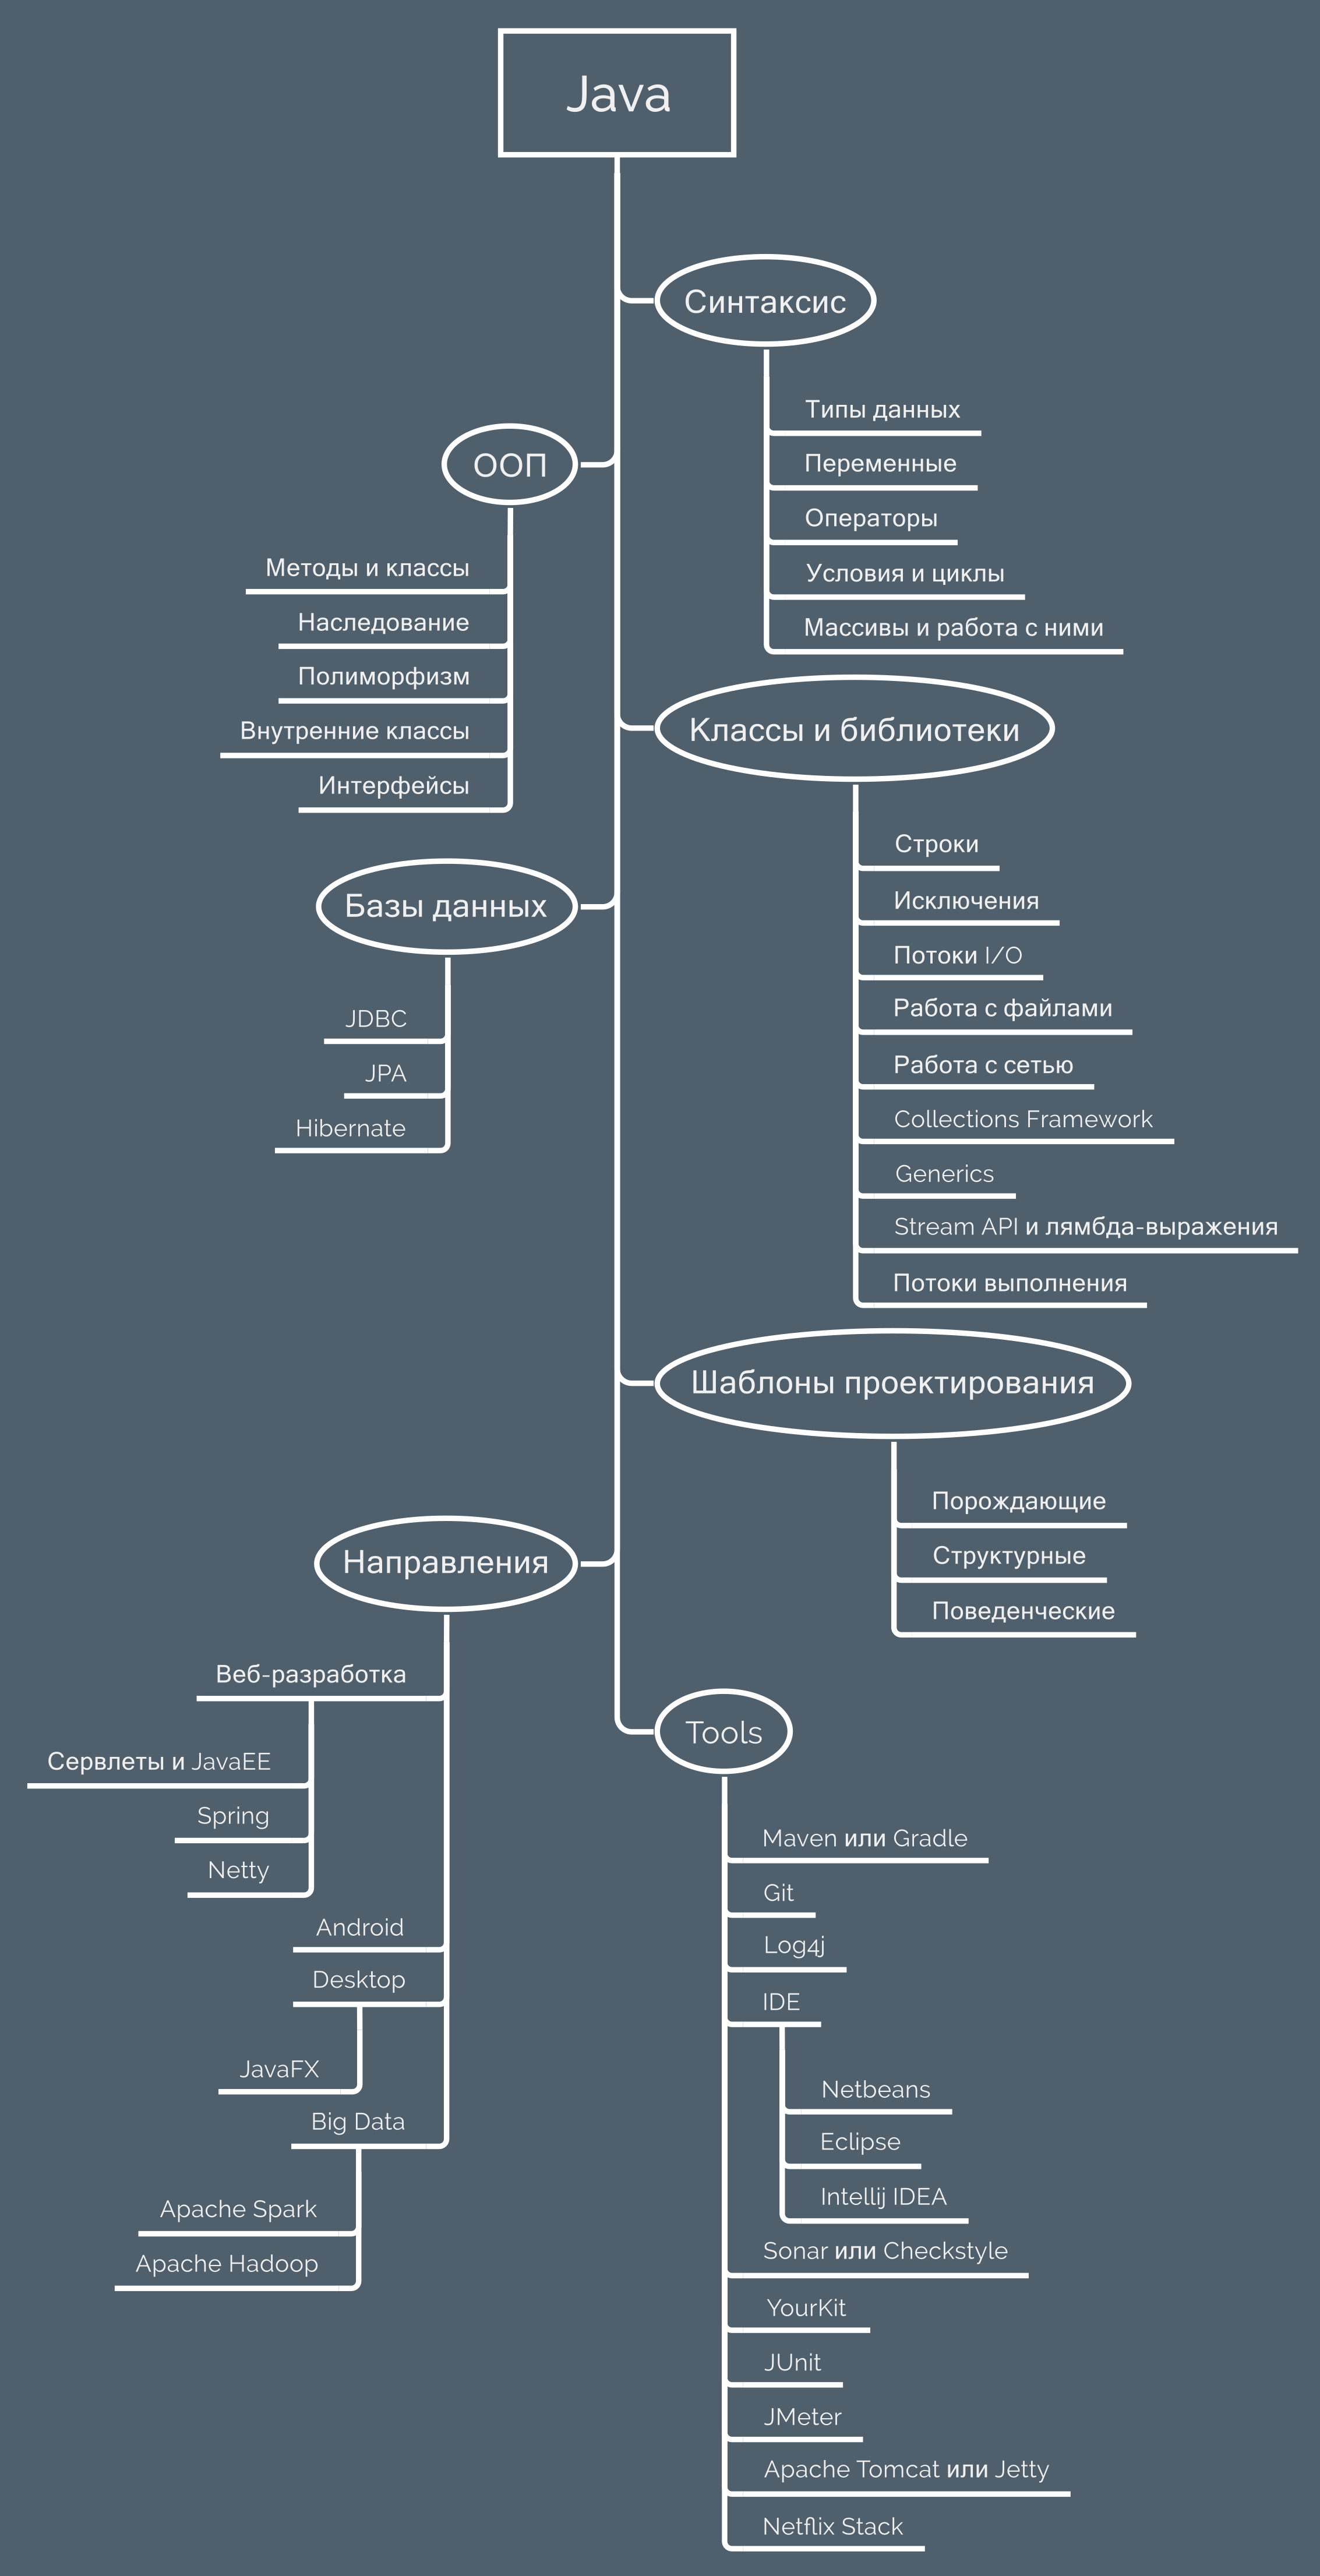 Java
Синтаксис
Типы данных
Переменные
Операторы
Условия и циклы
Массивы и работа с ними
ООП
Методы и классы
Наследование
Полиморфизм
Внутренние классы
Интерфейсы
Классы и библиотеки
Строки
Исключения
Потоки I/O
Работа с файлами
Работа с сетью
Collections Framework
Generics
Stream API и лямбда-выражения
Потоки выполнения
Базы данных
JDBC
JPA
Hibernate
Шаблоны проектирования
Порождающие
Структурные
Поведенческие
Направления
Веб-разработка
Сервлеты и JavaEE
Spring
Netty
Android
Desktop
JavaFX
Big Data
Apache Spark
Apache Hadoop
Tools
Maven или Gradle
Git
Log4j
IDE
Netbeans
Eclipse
Intellij IDEA
Sonar или Checkstyle
YourKit
JUnit
JMeter
Apache Tomcat или Jetty
Netflix Stack